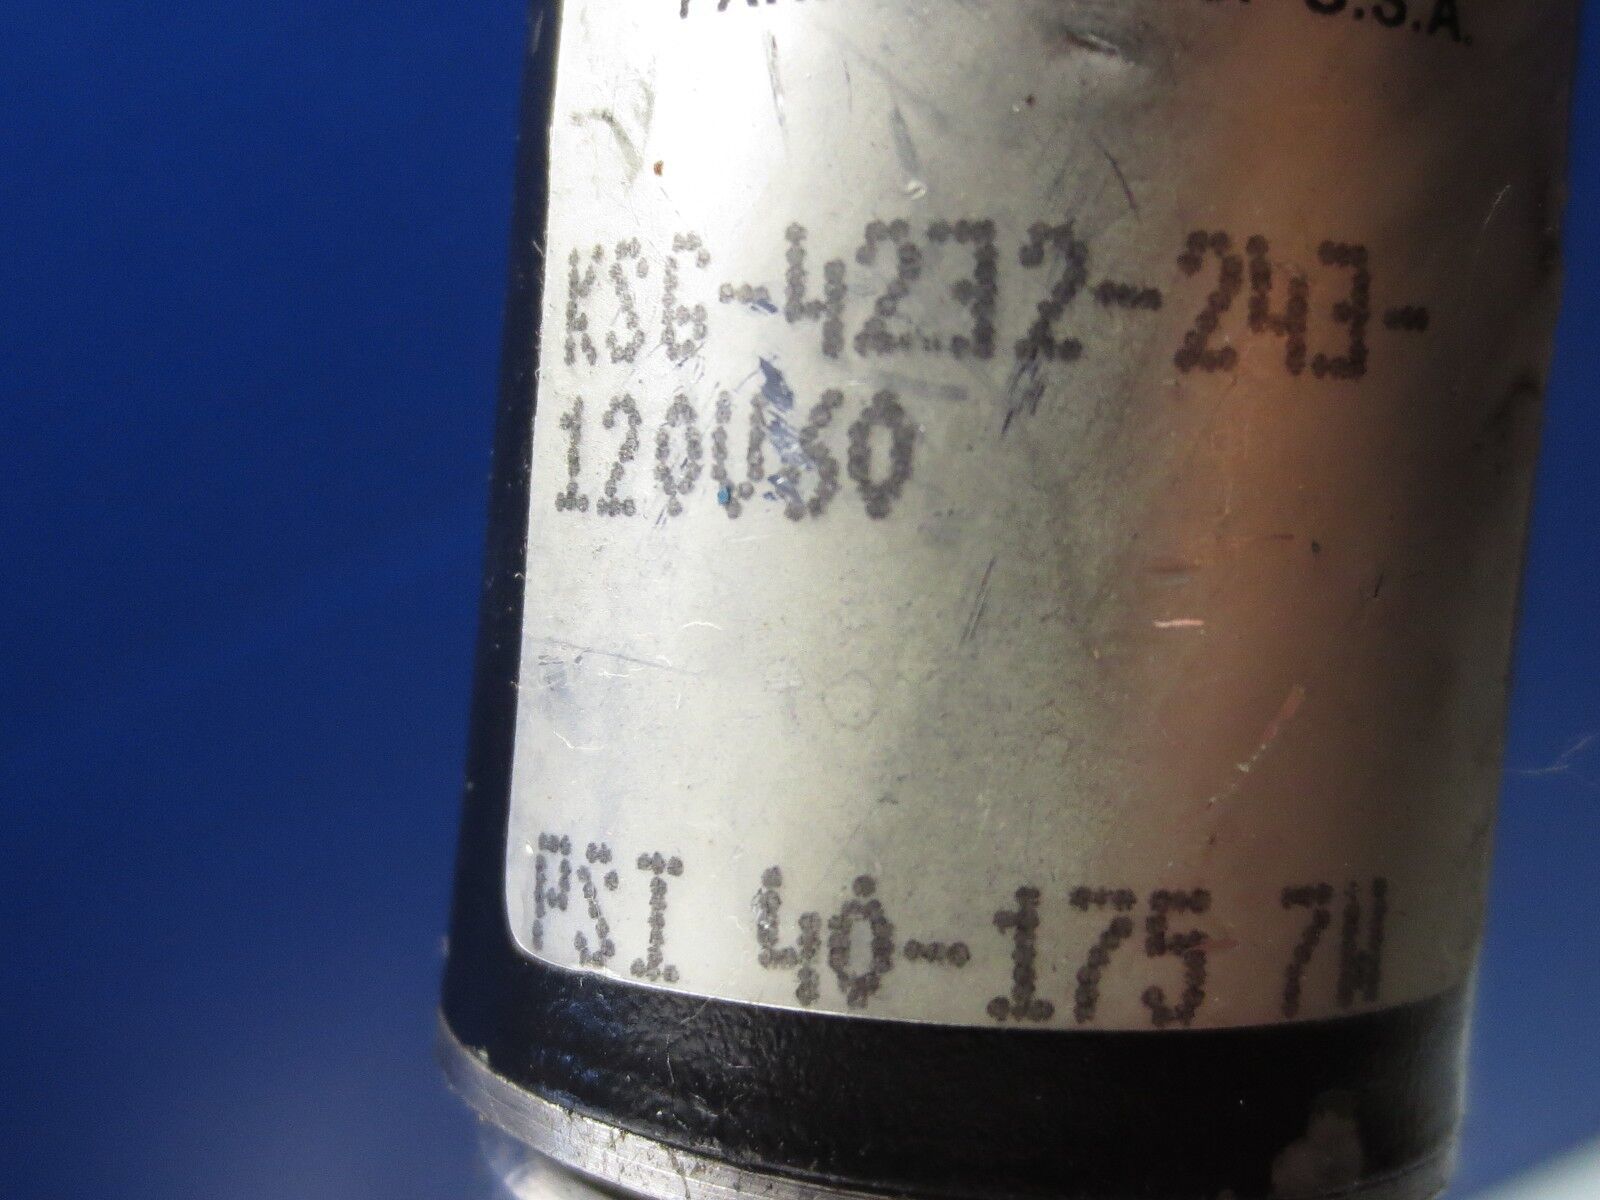 U.S.A.
KSG-4232-243-
120V60
PSI 40-175 7W